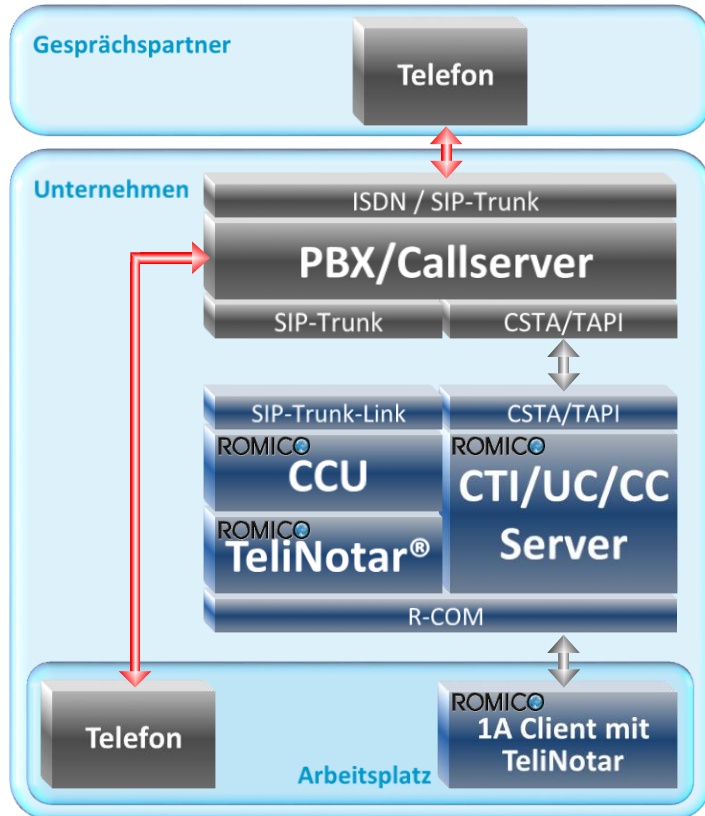 Gesprächspartner
Telefon
Unternehmen
ISDN / SIP-Trunk
PBX/Callserver
SIP-Trunk
CSTA/TAPI
SIP-Trunk-Link
CSTA/TAPI
ROMICO
CCU
ROMICO
CTI/UC/CC
Server
ROMICO
TeliNotar®
R-COM
Telefon
Arbeitsplatz
ROMICO
1A Client mit
TeliNotar